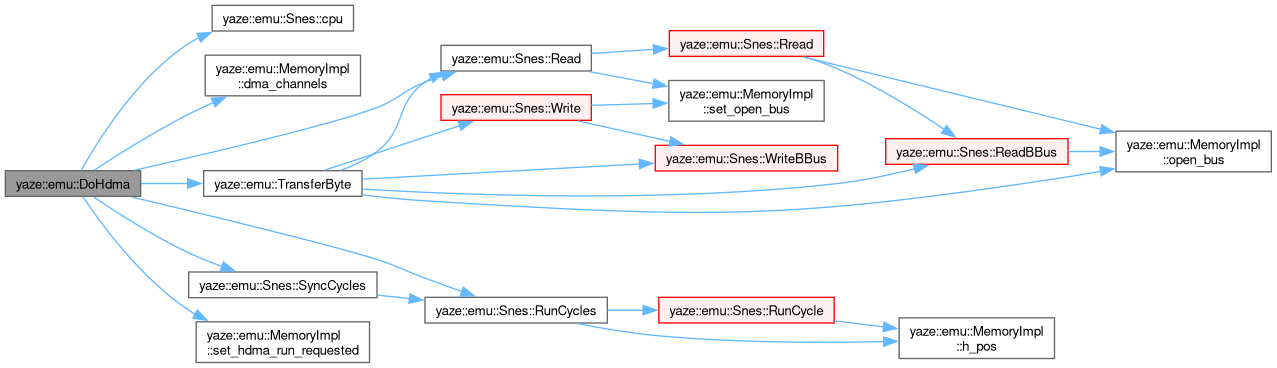 yaze::emu::DoHdma
yaze::emu::Snes::cpu
yaze::emu::MemoryImpl
::dma_channels
yaze::emu::Snes::Read
yaze::emu::Snes::Write
yaze::emu::TransferByte
yaze::emu::Snes::SyncCycles
yaze::emu::MemoryImpl
::set_hdma_run_requested
yaze::emu::Snes::RunCycles
yaze::emu::Snes::Rread
yaze::emu::MemoryImpl
::set_open_bus
yaze::emu::Snes::WriteBBus
yaze::emu::Snes::RunCycle
yaze::emu::Snes::ReadBBus
yaze::emu::MemoryImpl
::h_pos
yaze::emu::MemoryImpl
::open_bus